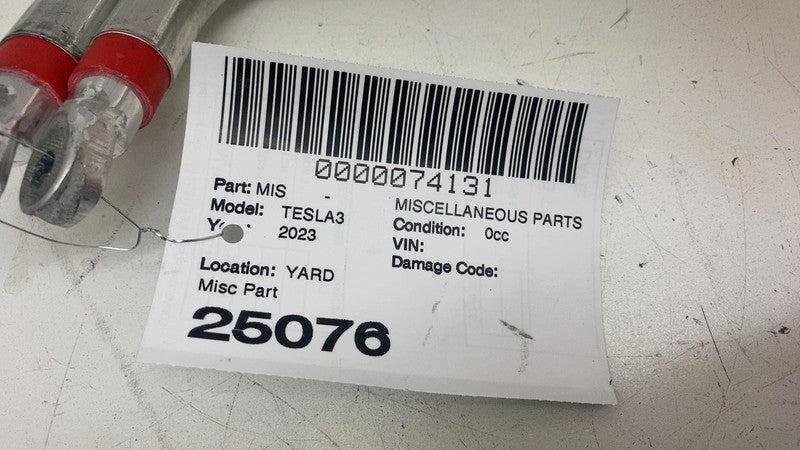 0000074131
Part: MIS - MISCELLANEOUS PARTS
Model: TESLA3 Condition: 0cc
2023 VIN:
Location: YARD Damage Code:
Misc Part
25076